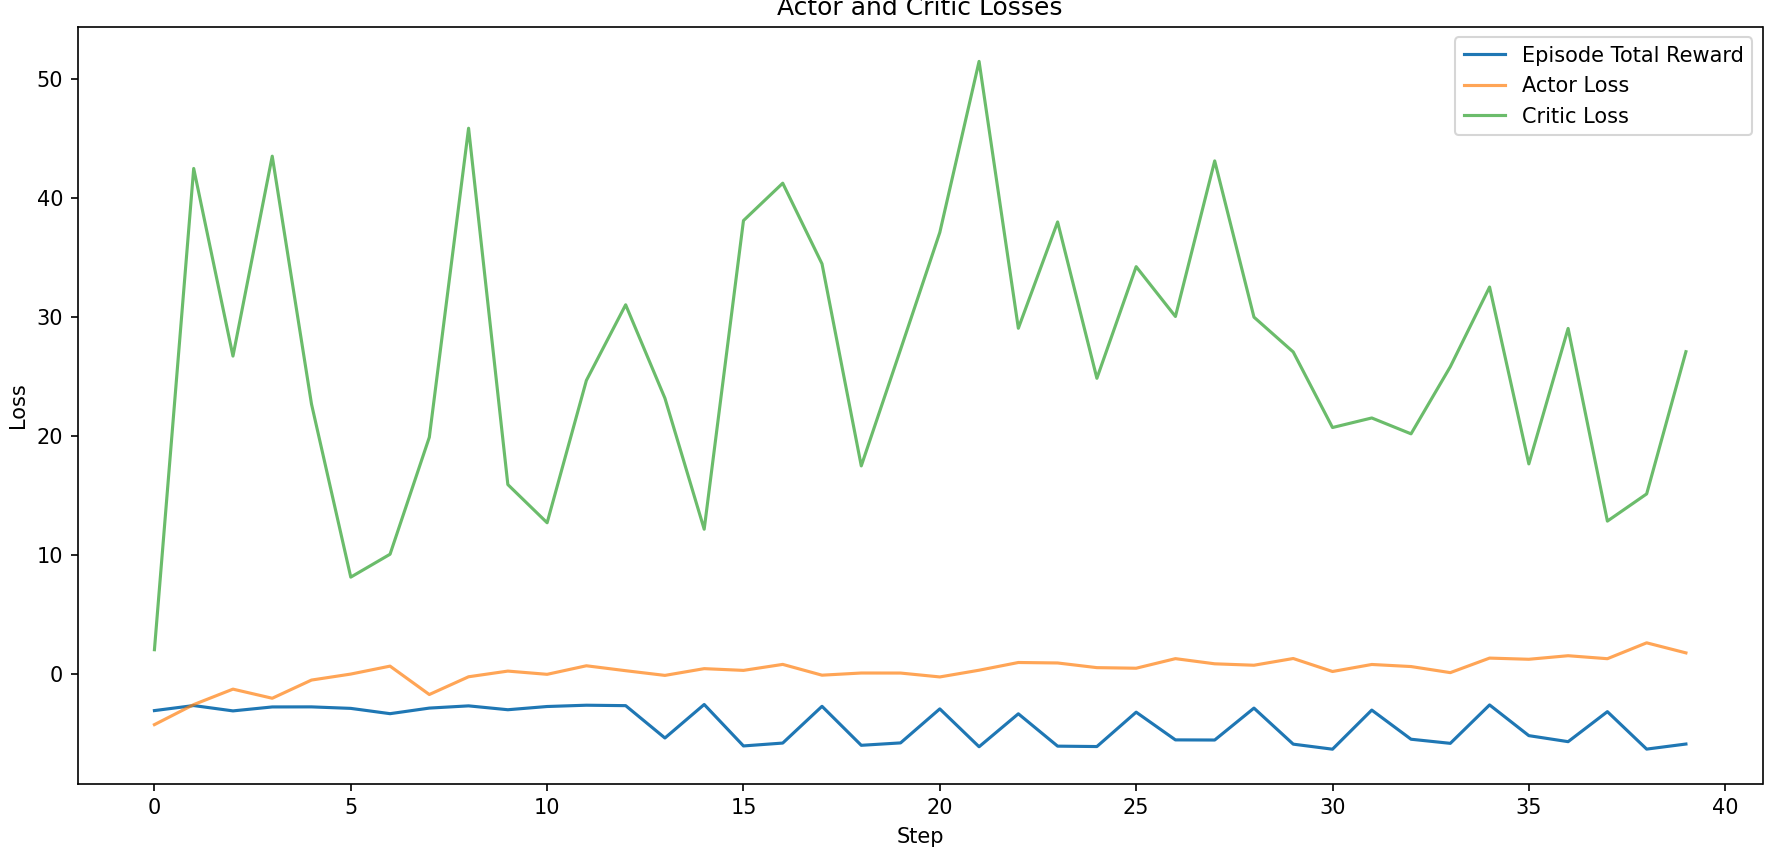 Actor and Critic Losses
Episode Total Reward
Actor Loss
Critic Loss
50
40
30
20
10
0
Loss
0 5 10 15 20 25 30 35 40
Step